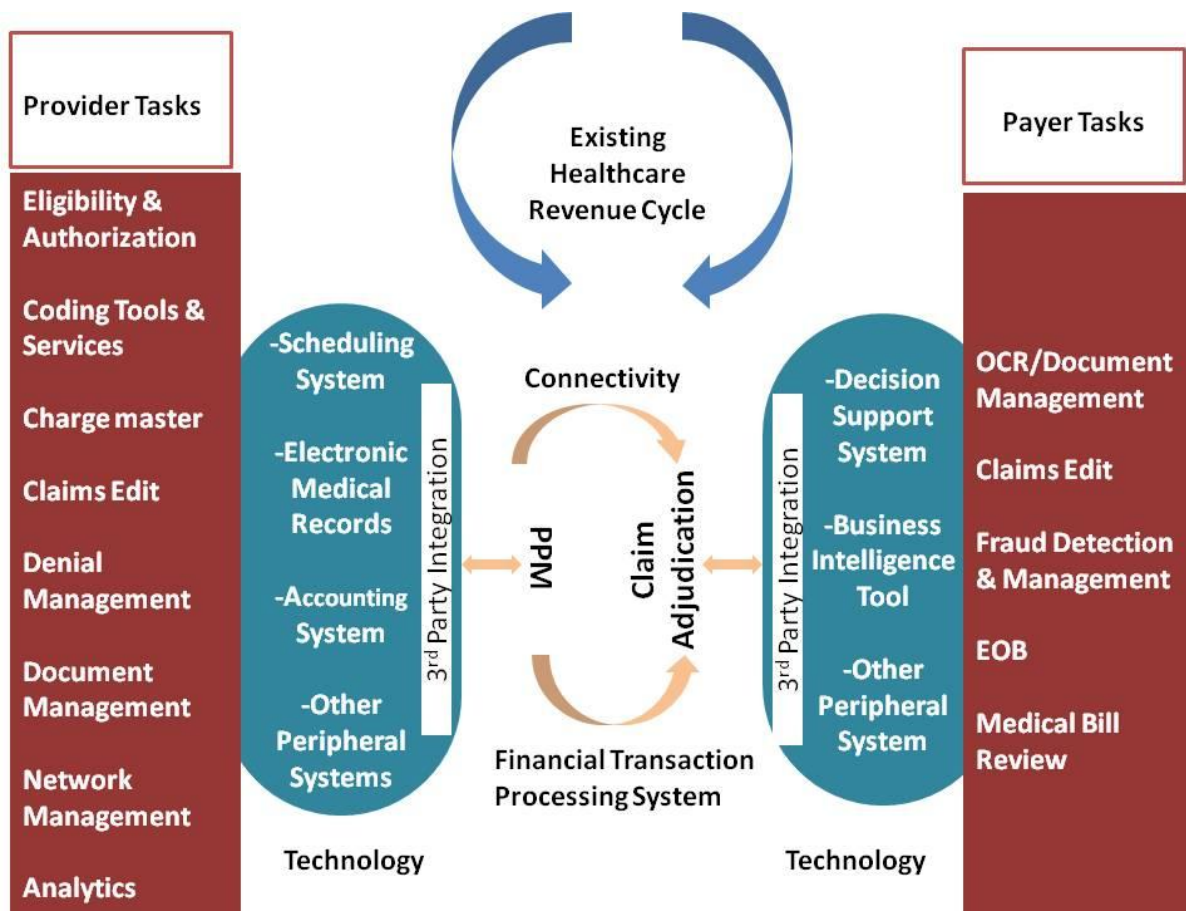 Provider Tasks
Eligibility &
Authorization
Coding Tools &
Services
Charge master
Claims Edit
Denial
Management
Document
Management
Network
Management
Analytics
-Scheduling
System
-Electronic
Medical
Records
-Accounting
System
-Other
Peripheral
Systems
3rd Party Integration
Technology
Existing
Healthcare
Revenue Cycle
Connectivity
PPM
Claim
Adjudication
Financial Transaction
Processing System
3rd Party Integration
-Decision
Support
System
-Business
Intelligence
Tool
-Other
Peripheral
System
Technology
Payer Tasks
OCR/Document
Management
Claims Edit
Fraud Detection
& Management
EOB
Medical Bill
Review